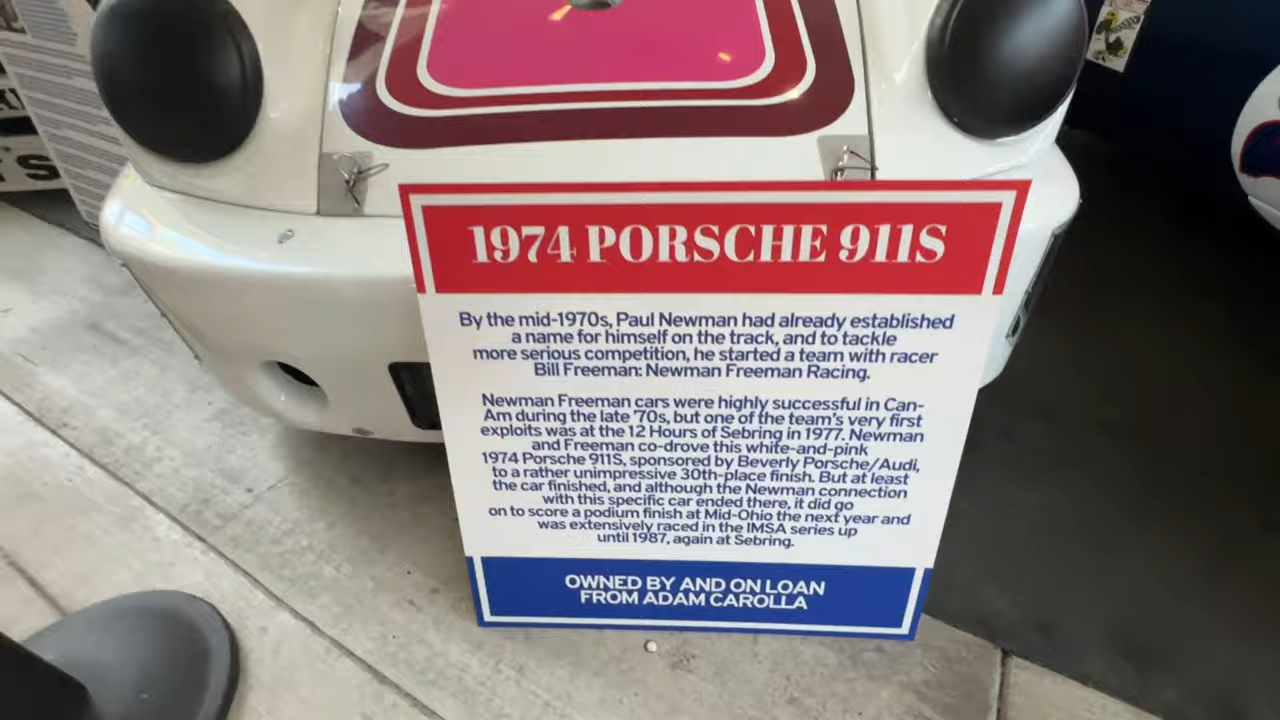 1974 PORSCHE 911S
By the mid-1970s, Paul Newman had already established
a name for himself on the track, and to tackle
more serious competition, he started a team with racer
Bill Freeman: Newman Freeman Racing.
Newman Freeman cars were highly successful in Can-
Am during the late '70s, but one of the team's very first
exploits was at the 12 Hours of Sebring in 1977. Newman
and Freeman co-drove this white-and-pink
1974 Porsche 911S, sponsored by Beverly Porsche/Audi,
to a rather unimpressive 30th-place finish. But at least
the car finished, and although the Newman connection
with this specific car ended there, it did go
on to score a podium finish at Mid-Ohio the next year and
was extensively raced in the IMSA series up
until 1987, again at Sebring.
OWNED BY AND ON LOAN
FROM ADAM CAROLLA